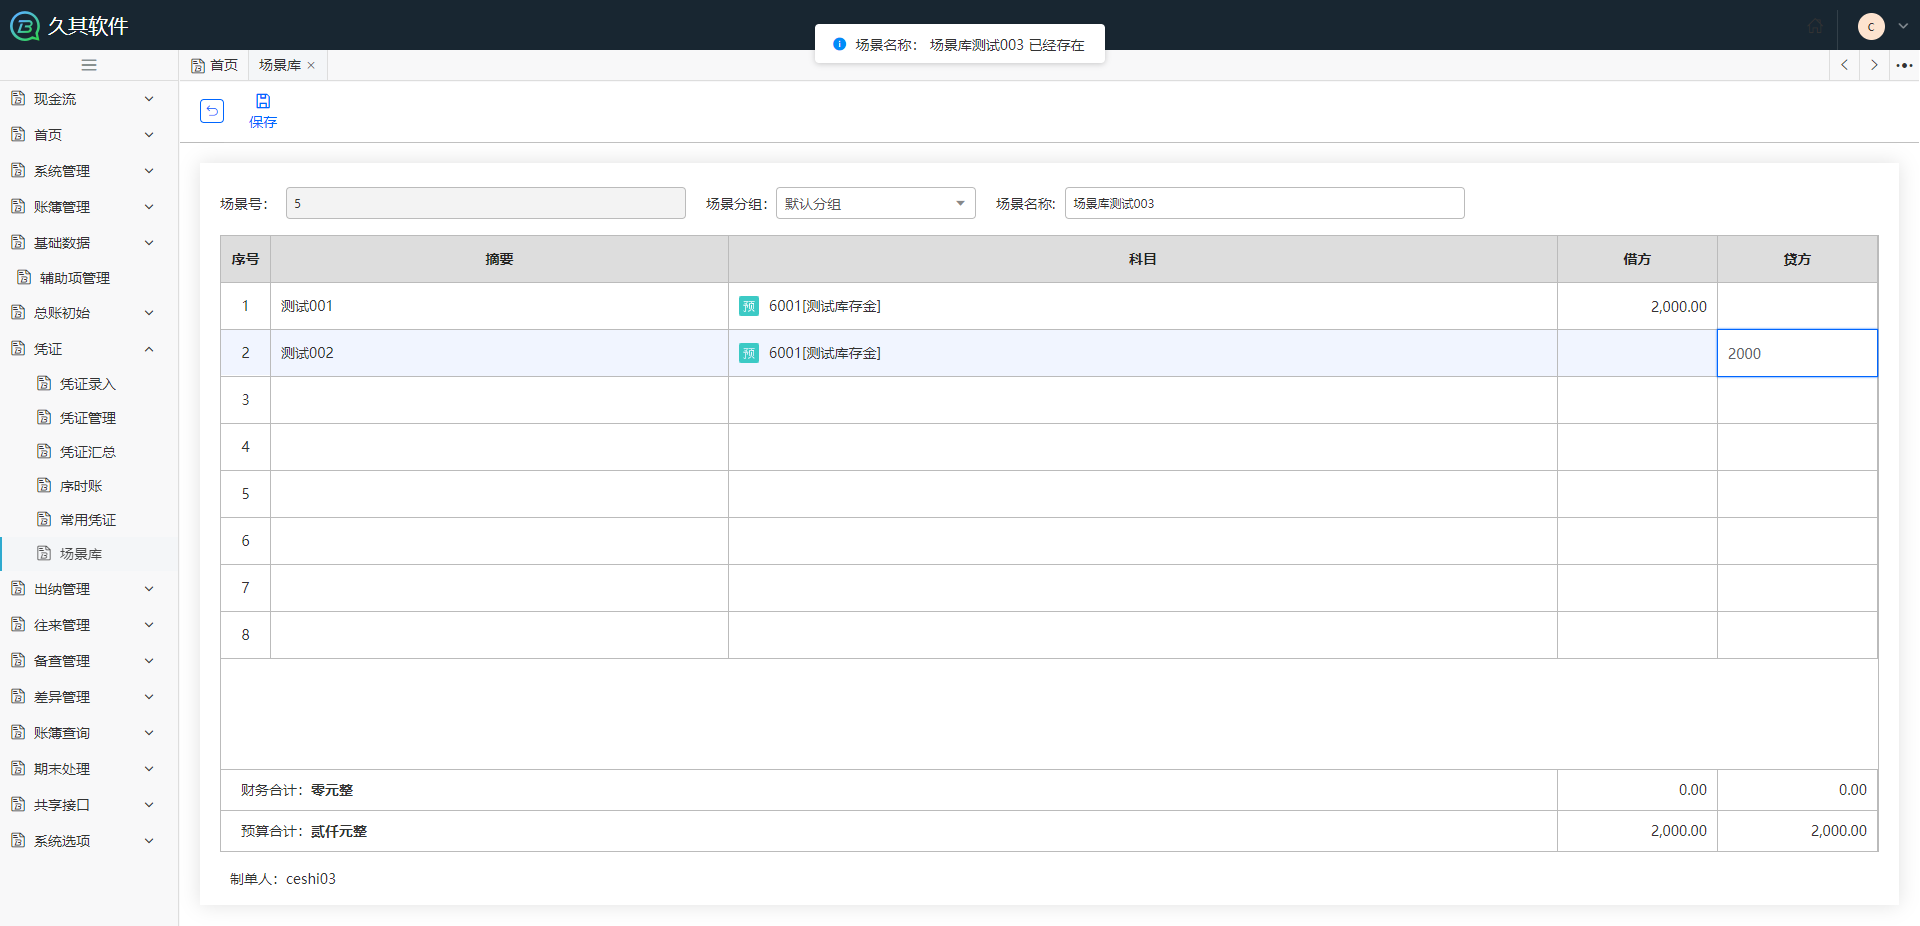 久其软件
场景名称： 场景库测试003 已经存在
C
首页
场景库
现金流
首页
系统管理
账簿管理
基础数据
辅助项管理
总账初始
凭证
凭证录入
凭证管理
凭证汇总
序时账
常用凭证
场景库
出纳管理
往来管理
备查管理
差异管理
账簿查询
期末处理
共享接口
系统选项
保存
场景号： 5 场景分组： 默认分组 场景名称: 场景库测试003
序号 摘要 科目 借方 贷方
1 测试001 预 6001[测试库存金] 2,000.00
2 测试002 预 6001[测试库存金] 2000
3
4
5
6
7
8
财务合计：零元整 0.00 0.00
预算合计：贰仟元整 2,000.00 2,000.00
制单人：ceshi03